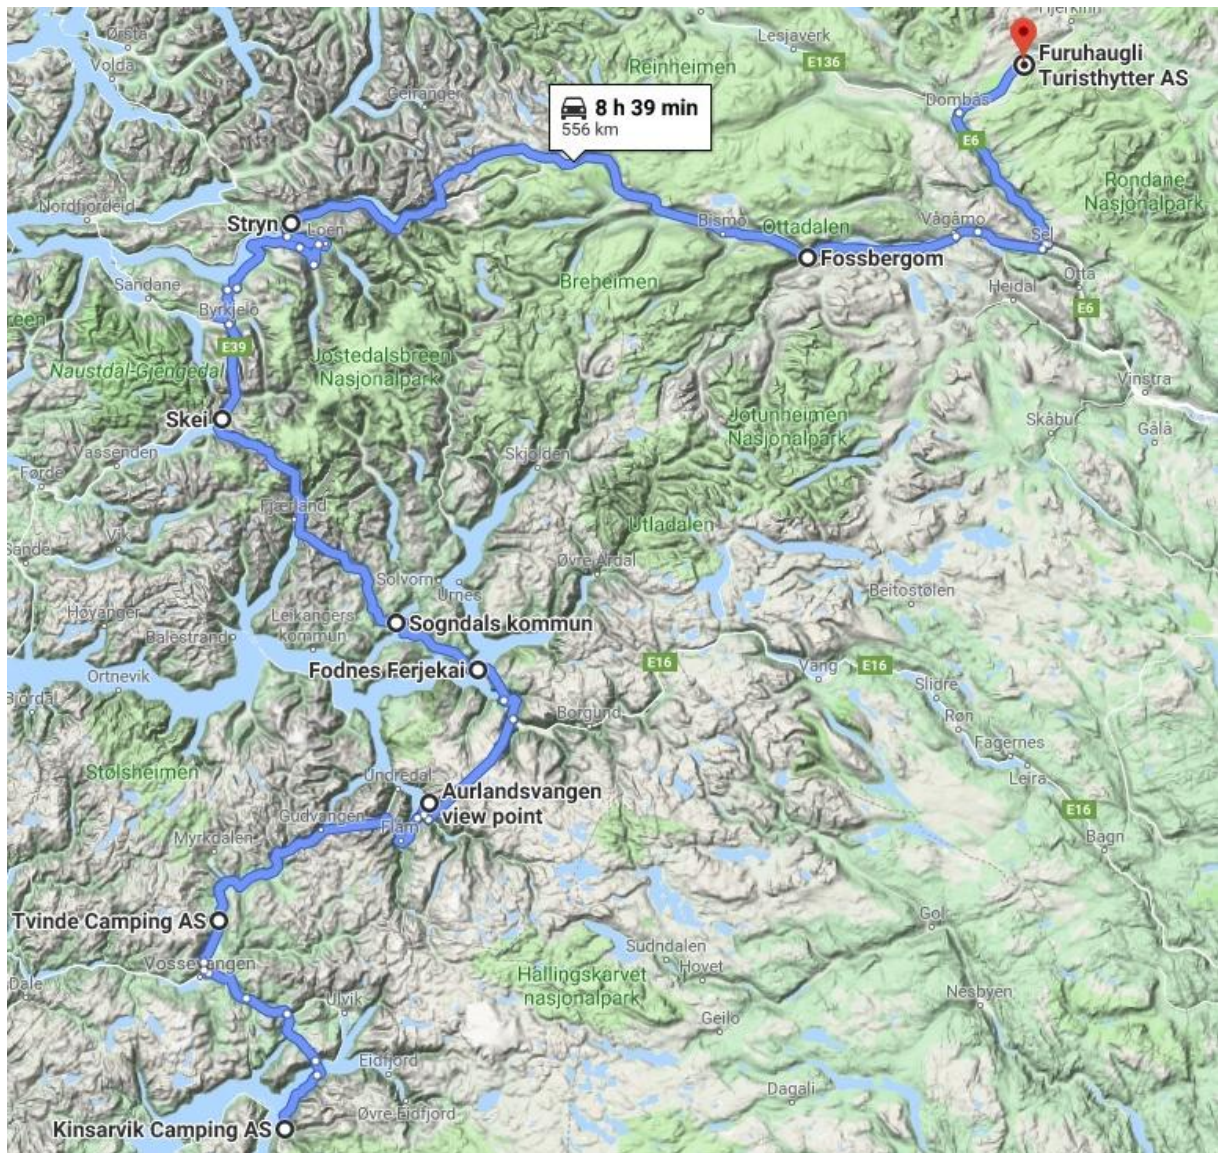 Ørsta
Volda
Hjerkinn
Lesjaverk
E136
Reinheimen
Furuhaugli
Turisthytter AS
Geiranger
8 h 39 min
556 km
Dombås
E6
Rondane
Nasjonalpark
Nordfjordeid
Stryn
Loen
Bismo
Ottadalen
Vågåmo
Sel
Fossbergom
Otta
Sandane
Breheimen
Heidal
E6
Byrkjelo
reen
E39
Naustdal-Gjengedal
Jostedalsbreen
Nasjonalpark
Vinstra
Skei
Jotunheimen
Nasjonalpark
Skåbu
Gålå
Vassenden
Skjolden
Førde
Fjærland
Utladalen
Vik
Sande
Øvre Årdal
Solvorn
Urnes
Beitostølen
Høyanger
Leikangers
kommun
Sogndals kommun
Balestrand
E16
Vang
E16
Fodnes Ferjekai
Ortnevik
Slidre
Bjordal
Borgund
Røn
Fagernes
Leira
Stølsheimen
Undredal
Aurlandsvangen
view point
E16
Gudvangen
Flåm
Myrkdalen
Bagn
Tvinde Camping AS
Gol
Sudndalen
Vossevangen
Hovet
Hallingskarvet
nasjonalpark
Dale
Ulvik
Nesbyen
Geilo
Eidfjord
Dagali
Øvre Eidfjord
Kinsarvik Camping AS